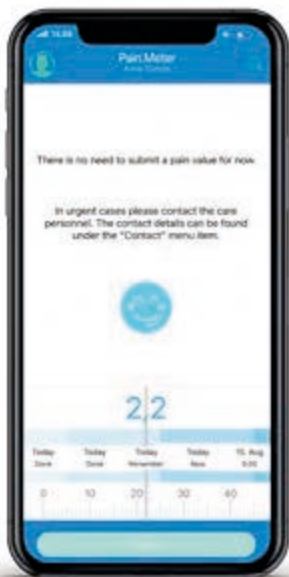 Pain Meter
There is no need to submit a pain value for now.
In urgent cases please contact the care
personnel. The contact details can be found
under the "Contact" menu item.
2,2
Today Today Today Today 15. Aug
Done Done Now
0 10 20 30 40